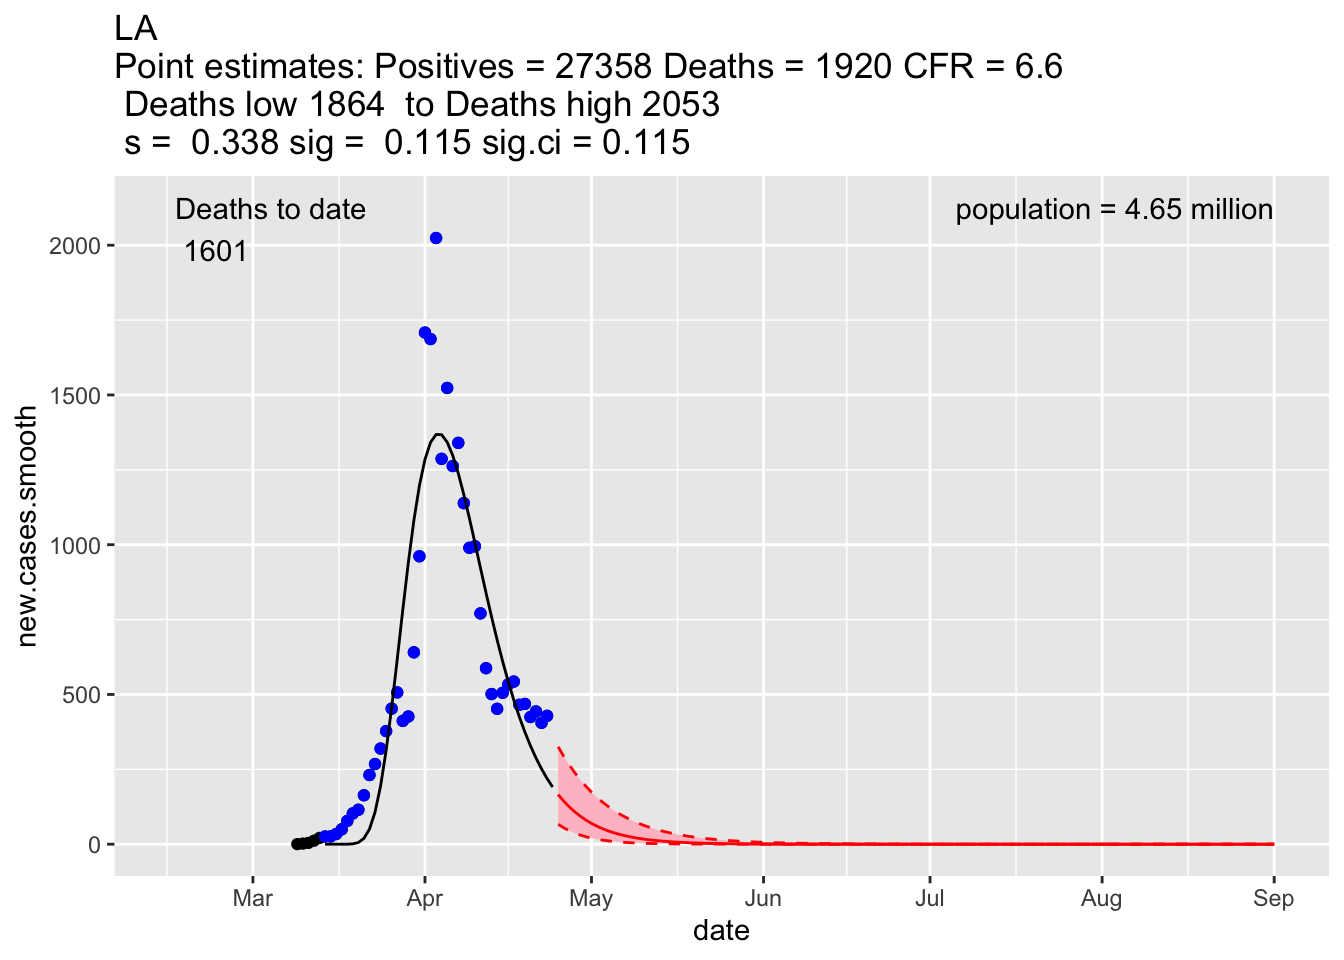 LA
Point estimates: Positives = 27358 Deaths = 1920 CFR = 6.6
Deaths low 1864  to Deaths high 2053
s =  0.338 sig =  0.115 sig.ci = 0.115
Deaths to date
1601
population = 4.65 million
new.cases.smooth
2000
1500
1000
500
0
Mar Apr May Jun Jul Aug Sep
date